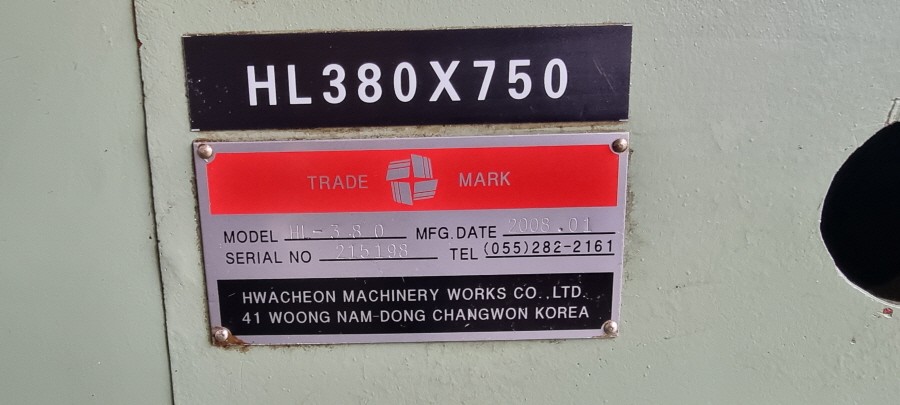 HL380X750
TRADE MARK
MODEL HL-380 MFG.DATE 2008.01
SERIAL NO 215198 TEL (055)282-2161
HWACHEON MACHINERY WORKS CO.,LTD.
41 WOONG NAM-DONG CHANGWON KOREA